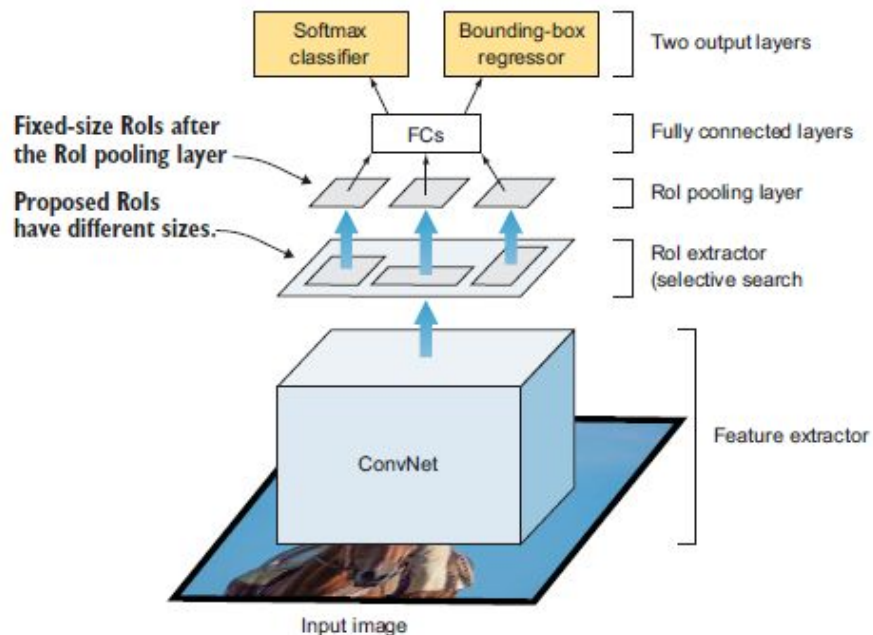 Softmax
classifier
Bounding-box
regressor
Two output layers
Fixed-size RoIs after
the RoI pooling layer
FCs
Fully connected layers
RoI pooling layer
Proposed RoIs
have different sizes.
RoI extractor
(selective search
ConvNet
Feature extractor
Input image